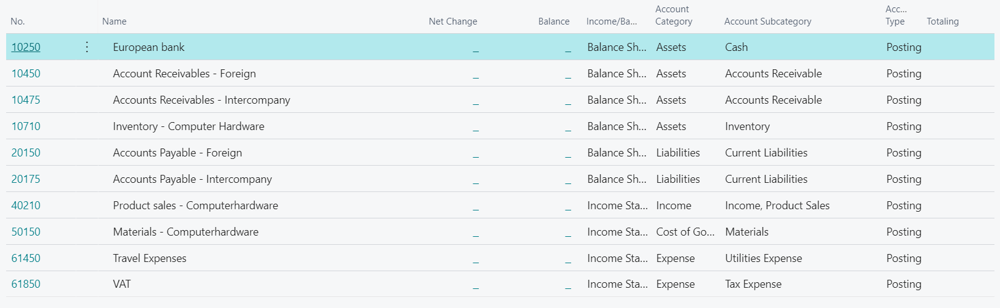 No. Name Net Change Balance Income/Ba... Account Category Account Subcategory Acc... Type Totaling
10250 European bank _ _ Balance Sh... Assets Cash Posting
10450 Account Receivables - Foreign _ _ Balance Sh... Assets Accounts Receivable Posting
10475 Accounts Receivables - Intercompany _ _ Balance Sh... Assets Accounts Receivable Posting
10710 Inventory - Computer Hardware _ _ Balance Sh... Assets Inventory Posting
20150 Accounts Payable - Foreign _ _ Balance Sh... Liabilities Current Liabilities Posting
20175 Accounts Payable - Intercompany _ _ Balance Sh... Liabilities Current Liabilities Posting
40210 Product sales - Computerhardware _ _ Income Sta... Income Income, Product Sales Posting
50150 Materials - Computerhardware _ _ Income Sta... Cost of Go... Materials Posting
61450 Travel Expenses _ _ Income Sta... Expense Utilities Expense Posting
61850 VAT _ _ Income Sta... Expense Tax Expense Posting